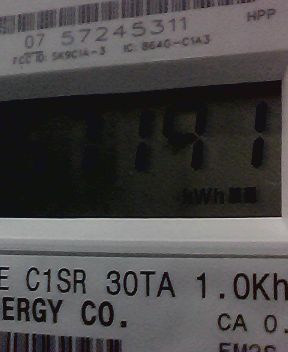 HPP
07 57245311
FCC ID: SK9C1A-3 IC: 864G-C1A3
kWh
E C1SR 30TA 1.0Kh
ERGY CO.
CA 0.